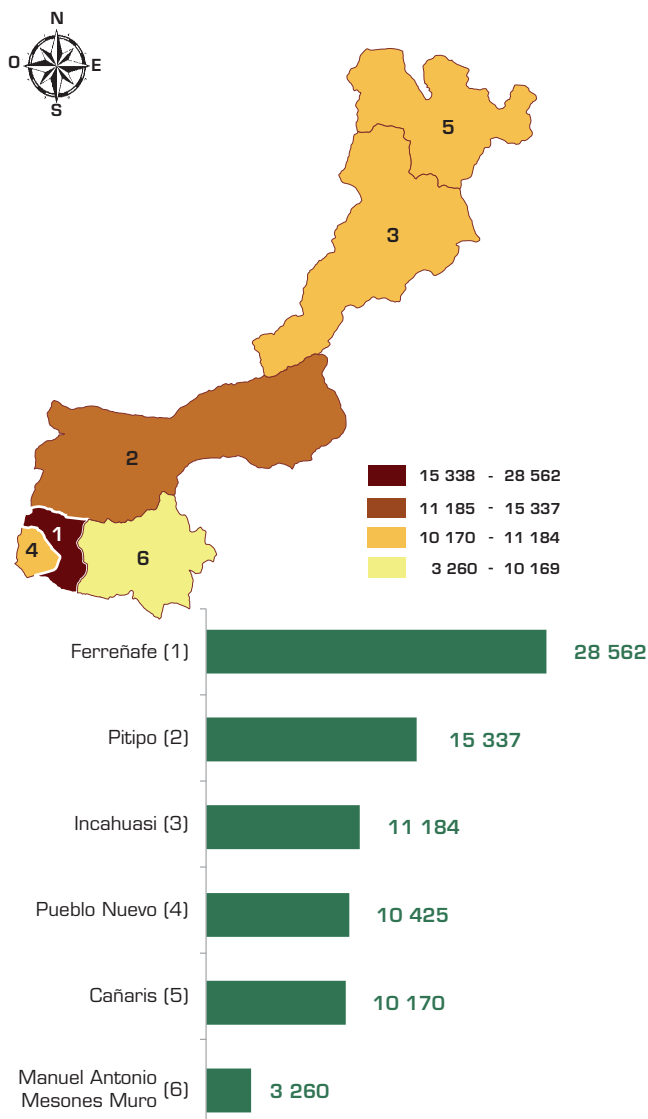 N
O E
S
5
3
2
1
4
6
15 338 - 28 562
11 185 - 15 337
10 170 - 11 184
3 260 - 10 169
Ferreñafe (1) 28 562
Pitipo (2) 15 337
Incahuasi (3) 11 184
Pueblo Nuevo (4) 10 425
Cañaris (5) 10 170
Manuel Antonio
Mesones Muro (6) 3 260